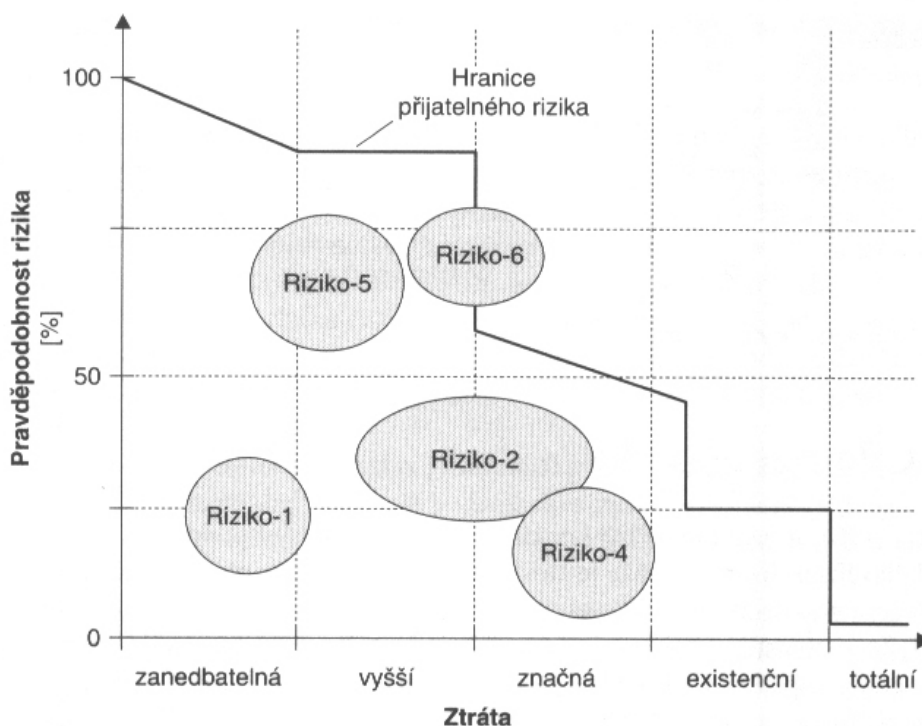 100
Hranice
přijatelného rizika
Riziko-5
Riziko-6
Pravděpodobnost rizika
[%]
50
Riziko-2
Riziko-1
Riziko-4
0
zanedbatelná
vyšší
značná
existenční
totální
Ztráta